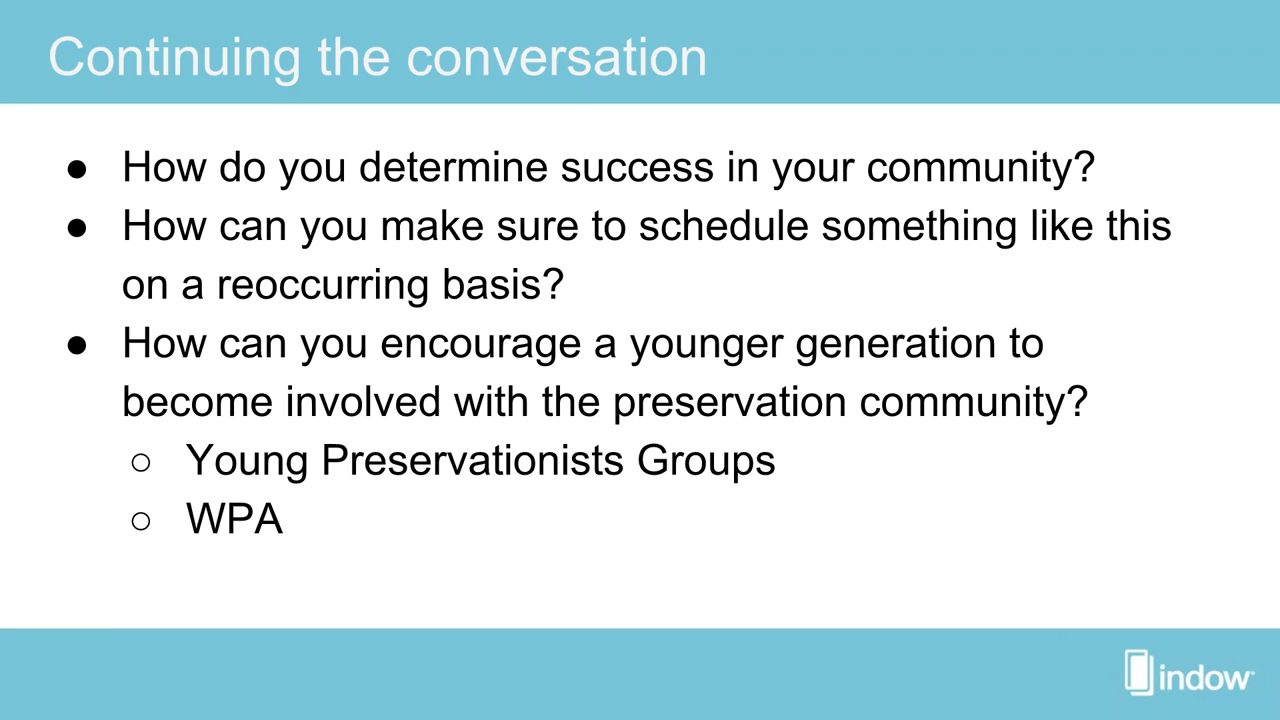 Continuing the conversation
● How do you determine success in your community?
● How can you make sure to schedule something like this
on a reoccurring basis?
● How can you encourage a younger generation to
become involved with the preservation community?
○ Young Preservationists Groups
○ WPA
indow